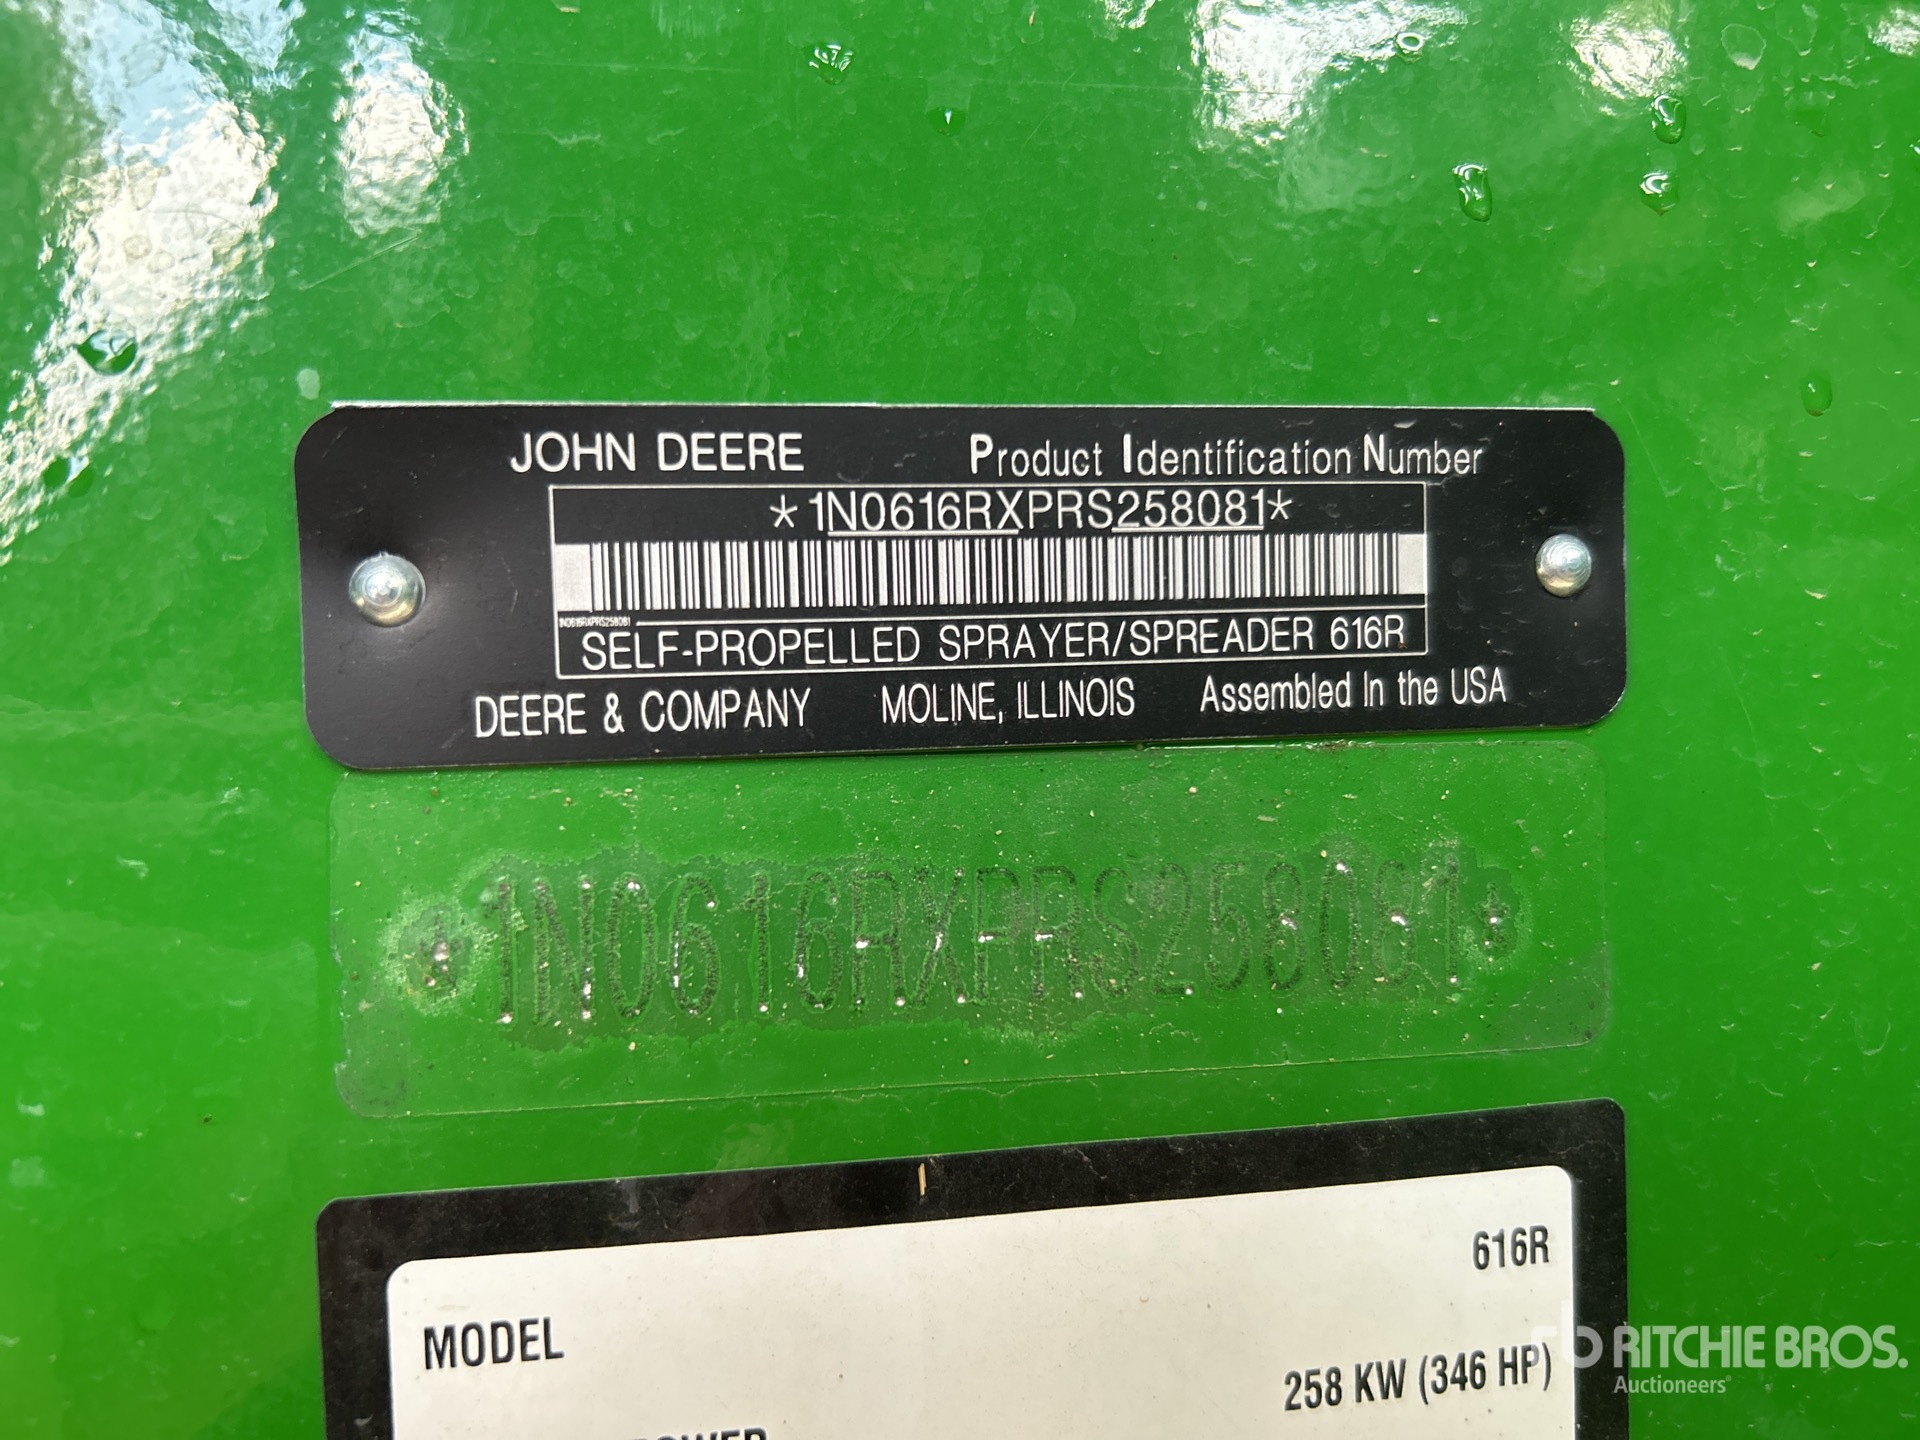 JOHN DEERE Product Identification Number
*1N0616RXPRS258081*
1N0616RXPRS258081
SELF-PROPELLED SPRAYER/SPREADER 616R
DEERE & COMPANY MOLINE, ILLINOIS Assembled In the USA
*1N0616RXPRS258081*
MODEL 616R
258 KW (346 HP)
rb RITCHIE BROS.
Auctioneers